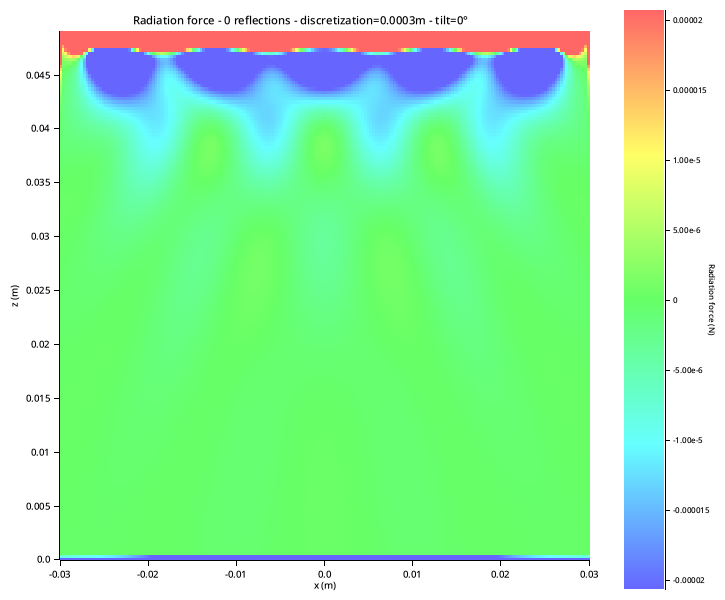 Radiation force - 0 reflections - discretization=0.0003m - tilt=0°
0.045
0.04
0.035
0.03
0.025
0.02
0.015
0.01
0.005
0.0
z (m)
-0.03
-0.02
-0.01
0.0
0.01
0.02
0.03
x (m)
0.00002
0.000015
1.00e-5
5.00e-6
0
-5.00e-6
-1.00e-5
-0.000015
-0.00002
Radiation force (N)